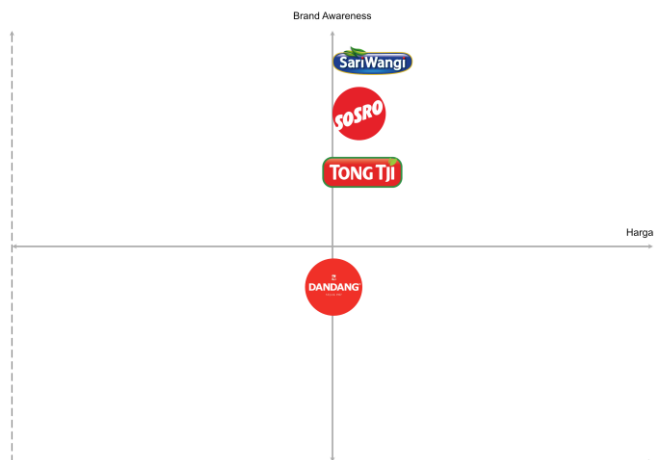 Brand Awareness
SariWangi
SOSRO
TONG TJI
Harga
DANDANG